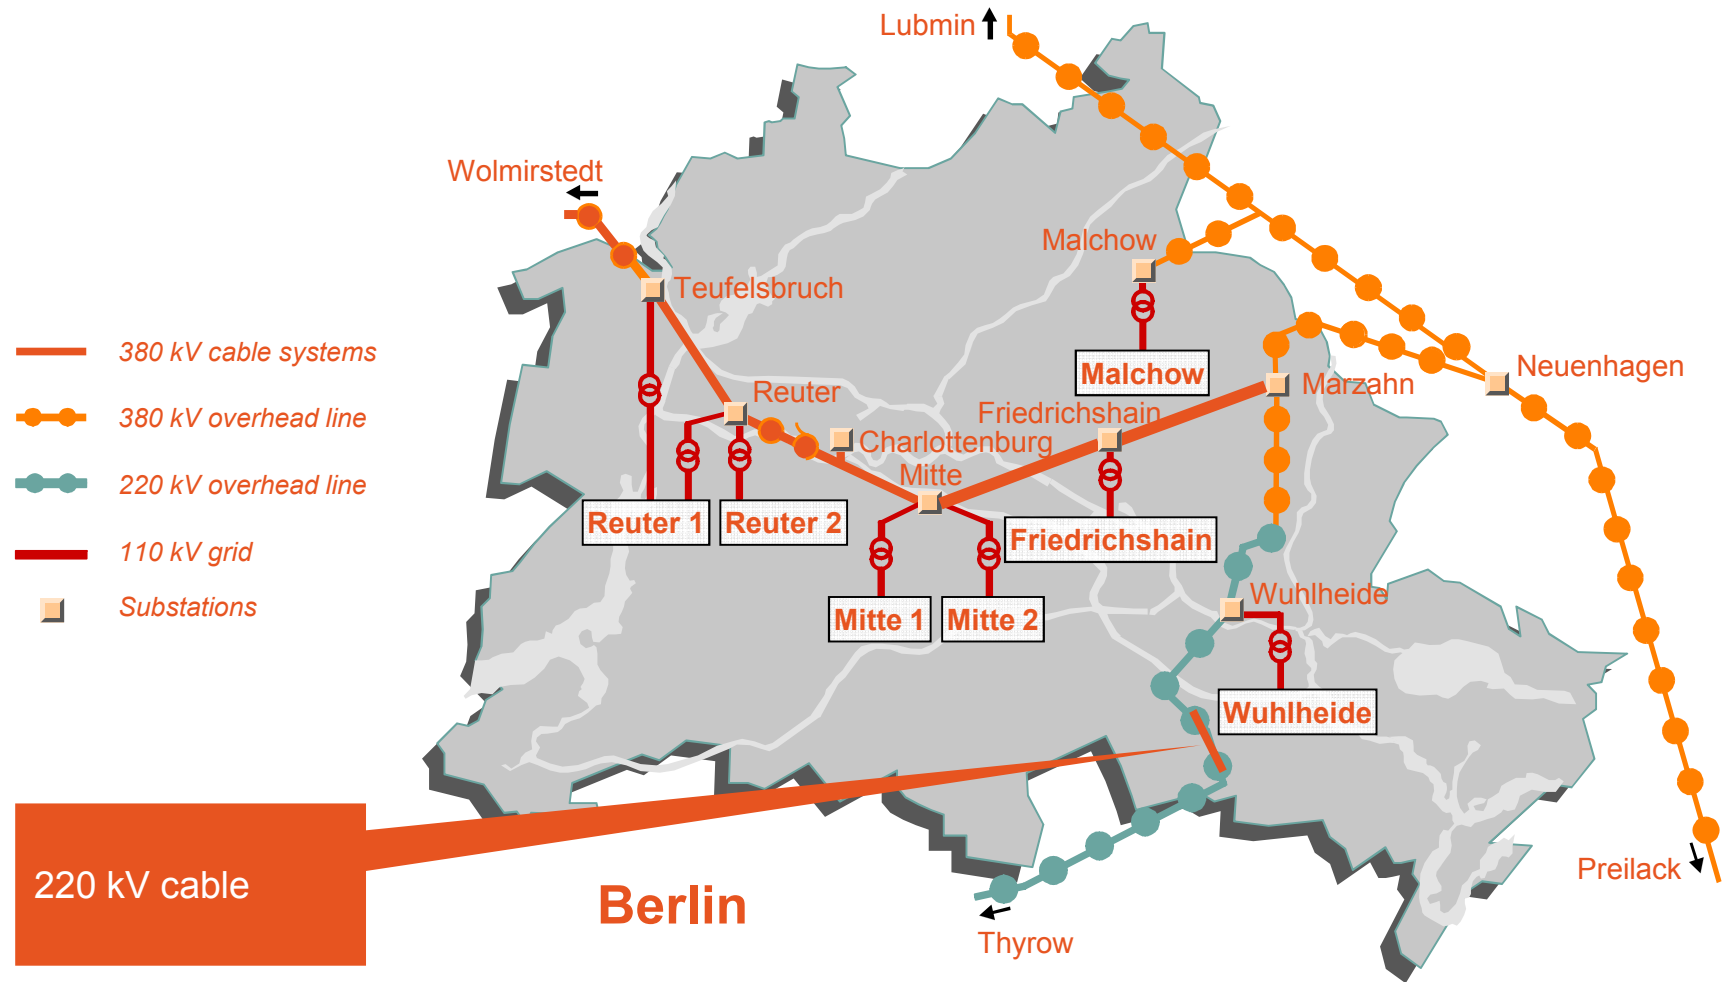 Lubmin
Wolmirstedt
Malchow
Teufelsbruch
380 kV cable systems
Malchow
Neuenhagen
Marzahn
Reuter
Friedrichshain
380 kV overhead line
Charlottenburg
Mitte
220 kV overhead line
Reuter 1
Reuter 2
Friedrichshain
110 kV grid
Wuhlheide
Substations
Mitte 1
Mitte 2
Wuhlheide
220 kV cable
Berlin
Preilack
Thyrow